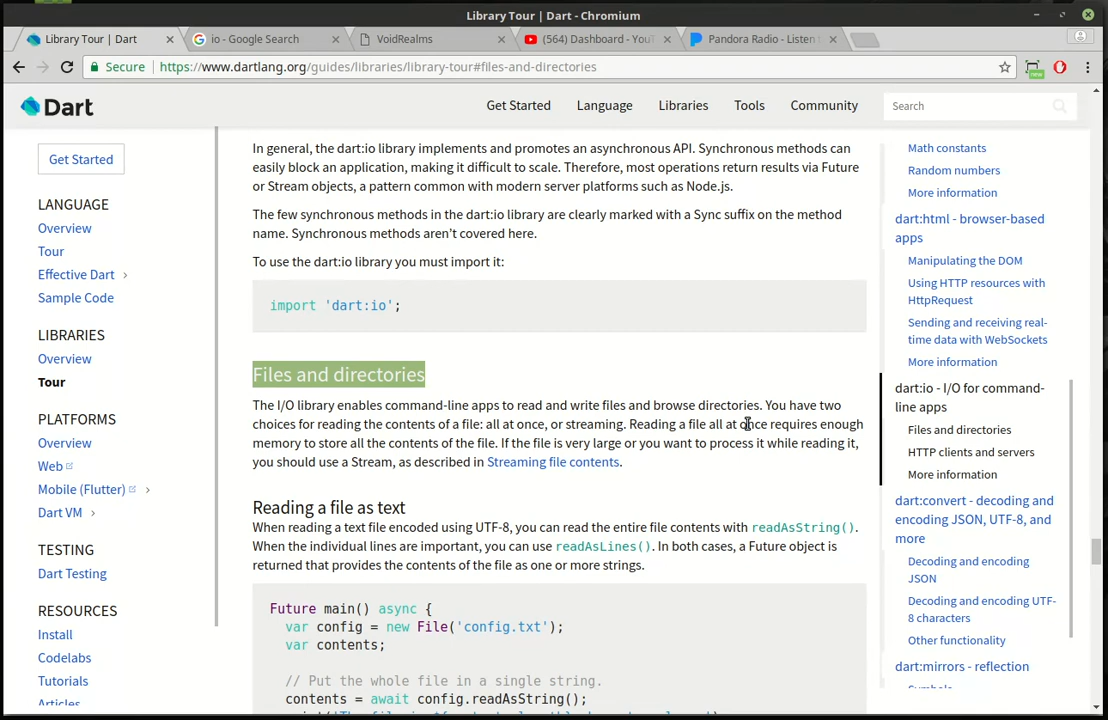 Library Tour | Dart - Chromium
Library Tour | Dart
io - Google Search
VoidRealms
(564) Dashboard - YouT
Pandora Radio - Listen
Secure
https://www.dartlang.org/guides/libraries/library-tour#files-and-directories
new
Dart
Get Started
Language
Libraries
Tools
Community
Search
Get Started
LANGUAGE
Overview
Tour
Effective Dart
Sample Code
LIBRARIES
Overview
Tour
PLATFORMS
Overview
Web
Mobile (Flutter)
Dart VM
TESTING
Dart Testing
RESOURCES
Install
Codelabs
Tutorials
Articles
In general, the dart:io library implements and promotes an asynchronous API. Synchronous methods can
easily block an application, making it difficult to scale. Therefore, most operations return results via Future
or Stream objects, a pattern common with modern server platforms such as Node.js.
The few synchronous methods in the dart:io library are clearly marked with a Sync suffix on the method
name. Synchronous methods aren’t covered here.
To use the dart:io library you must import it:
import 'dart:io';
Files and directories
The I/O library enables command-line apps to read and write files and browse directories. You have two
choices for reading the contents of a file: all at once, or streaming. Reading a file all at once requires enough
memory to store all the contents of the file. If the file is very large or you want to process it while reading it,
you should use a Stream, as described in Streaming file contents.
Reading a file as text
When reading a text file encoded using UTF-8, you can read the entire file contents with readAsString().
When the individual lines are important, you can use readAsLines(). In both cases, a Future object is
returned that provides the contents of the file as one or more strings.
Future main() async {
var config = new File('config.txt');
var contents;
// Put the whole file in a single string.
contents = await config.readAsString();
Math constants
Random numbers
More information
dart:html - browser-based
apps
Manipulating the DOM
Using HTTP resources with
HttpRequest
Sending and receiving real-
time data with WebSockets
More information
dart:io - I/O for command-
line apps
Files and directories
HTTP clients and servers
More information
dart:convert - decoding and
encoding JSON, UTF-8, and
more
Decoding and encoding
JSON
Decoding and encoding UTF-
8 characters
Other functionality
dart:mirrors - reflection